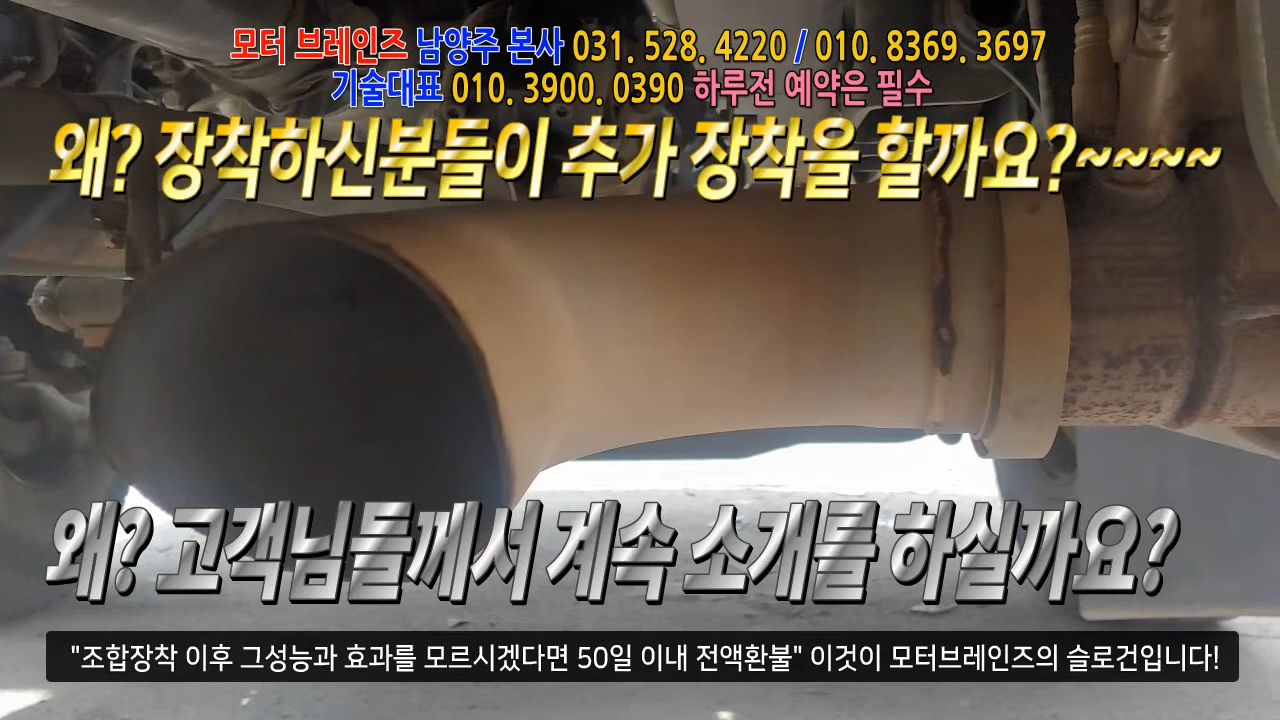 모터 브레인즈 남양주 본사 031. 528. 4220 / 010. 8369. 3697
기술대표 010. 3900. 0390 하루전 예약은 필수
왜? 장착하신분들이 추가 장착을 할까요?~~~~
왜? 고객님들께서 계속 소개를 하실까요?
"조합장착 이후 그성능과 효과를 모르시겠다면 50일 이내 전액환불" 이것이 모터브레인즈의 슬로건입니다!